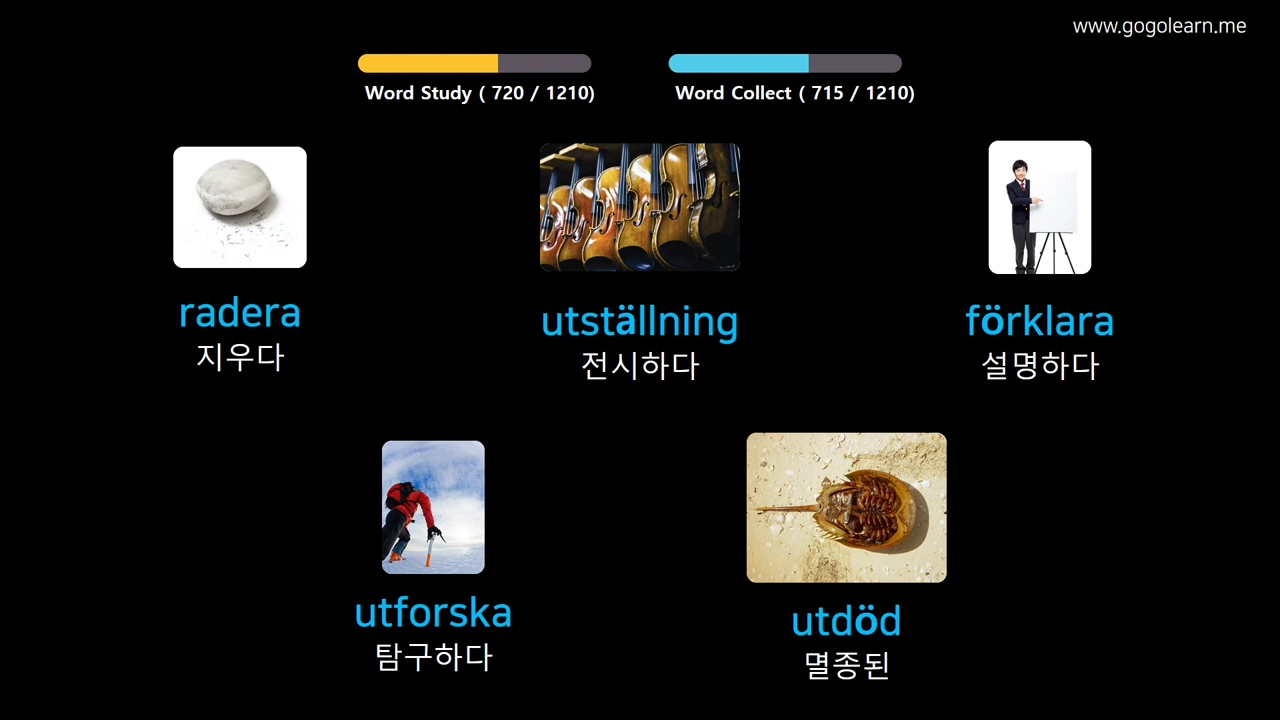 www.gogolearn.me
Word Study ( 720 / 1210)
Word Collect ( 715 / 1210)
radera
지우다
utställning
전시하다
förklara
설명하다
utforska
탐구하다
utdöd
멸종된